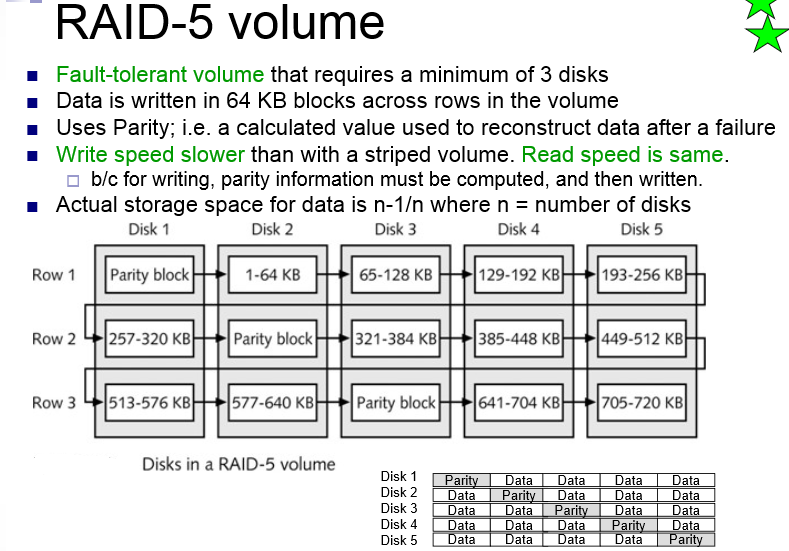 RAID-5 volume
Fault-tolerant volume that requires a minimum of 3 disks
Data is written in 64 KB blocks across rows in the volume
Uses Parity; i.e. a calculated value used to reconstruct data after a failure
Write speed slower than with a striped volume. Read speed is same.
b/c for writing, parity information must be computed, and then written.
Actual storage space for data is n-1/n where n = number of disks
Disk 1 Disk 2 Disk 3 Disk 4 Disk 5
Row 1 Parity block 1-64 KB 65-128 KB 129-192 KB 193-256 KB
Row 2 257-320 KB Parity block 321-384 KB 385-448 KB 449-512 KB
Row 3 513-576 KB 577-640 KB Parity block 641-704 KB 705-720 KB
Disks in a RAID-5 volume
Disk 1 Parity Data Data Data Data
Disk 2 Data Parity Data Data Data
Disk 3 Data Data Parity Data Data
Disk 4 Data Data Data Parity Data
Disk 5 Data Data Data Data Parity